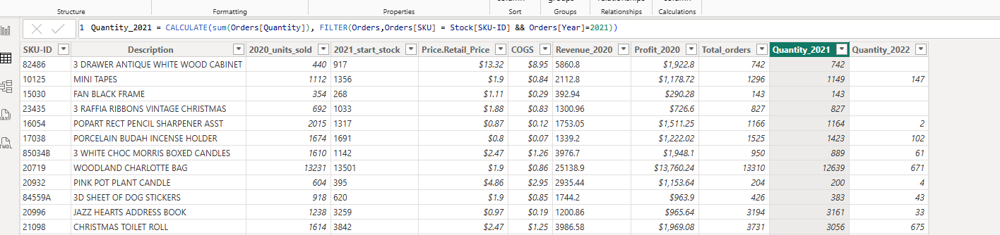 Structure Formatting Properties Sort Groups Relationships Calculations
1 Quantity_2021 = CALCULATE(sum(Orders[Quantity]), FILTER(Orders,Orders[SKU] = Stock[SKU-ID] && Orders[Year]=2021))
SKU-ID Description 2020_units_sold 2021_start_stock Price.Retail_Price COGS Revenue_2020 Profit_2020 Total_orders Quantity_2021 Quantity_2022
82486 3 DRAWER ANTIQUE WHITE WOOD CABINET 440 917 $13.32 $8.95 5860.8 $1,922.8 742 742
10125 MINI TAPES 1112 1356 $1.9 $0.84 2112.8 $1,178.72 1296 1149 147
15030 FAN BLACK FRAME 354 268 $1.11 $0.29 392.94 $290.28 143 143
23435 3 RAFFIA RIBBONS VINTAGE CHRISTMAS 692 1033 $1.88 $0.83 1300.96 $726.6 827 827
16054 POPART RECT PENCIL SHARPENER ASST 2015 1317 $0.87 $0.12 1753.05 $1,511.25 1166 1164 2
17038 PORCELAIN BUDAH INCENSE HOLDER 1674 1691 $0.8 $0.07 1339.2 $1,222.02 1525 1423 102
85034B 3 WHITE CHOC MORRIS BOXED CANDLES 1610 1142 $2.47 $1.26 3976.7 $1,948.1 950 889 61
20719 WOODLAND CHARLOTTE BAG 13231 13501 $1.9 $0.86 25138.9 $13,760.24 13310 12639 671
20932 PINK POT PLANT CANDLE 604 395 $4.86 $2.95 2935.44 $1,153.64 204 200 4
84559A 3D SHEET OF DOG STICKERS 918 620 $1.9 $0.85 1744.2 $963.9 426 383 43
20996 JAZZ HEARTS ADDRESS BOOK 1238 3259 $0.97 $0.19 1200.86 $965.64 3194 3161 33
21098 CHRISTMAS TOILET ROLL 1614 3842 $2.47 $1.25 3986.58 $1,969.08 3731 3056 675